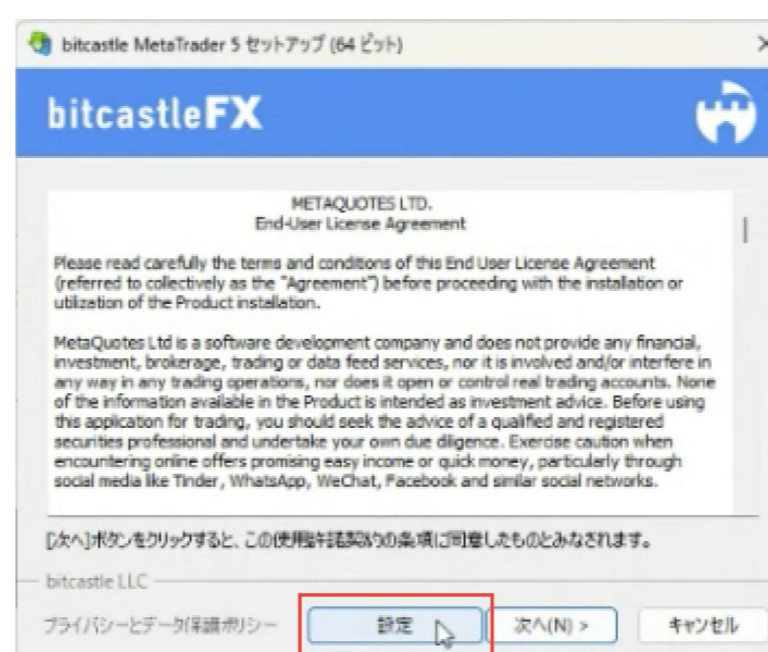 bitcastle MetaTrader 5 セットアップ (64 ビット)
bitcastleFX
METAQUOTES LTD.
End-User License Agreement
Please read carefully the terms and conditions of this End User License Agreement
(referred to collectively as the "Agreement") before proceeding with the installation or
utilization of the Product installation.
MetaQuotes Ltd is a software development company and does not provide any financial,
investment, brokerage, trading or data feed services, nor it is involved and/or interfere in
any way in any trading operations, nor does it open or control real trading accounts. None
of the information available in the Product is intended as investment advice. Before using
this application for trading, you should seek the advice of a qualified and registered
securities professional and undertake your own due diligence. Exercise caution when
encountering online offers promising easy income or quick money, particularly through
social media like Tinder, WhatsApp, WeChat, Facebook and similar social networks.
[次へ]ボタンをクリックすると、この使用許諾契約の条項に同意したものとみなされます。
bitcastle LLC
プライバシーとデータ保護ポリシー 設定 次へ(N) > キャンセル